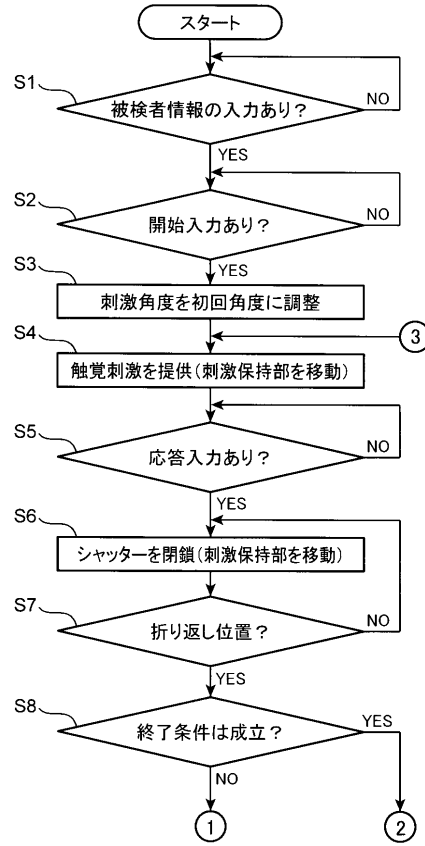 スタート
S1
被検者情報の入力あり?
NO
YES
S2
開始入力あり?
NO
YES
S3
刺激角度を初回角度に調整
③
S4
触覚刺激を提供(刺激保持部を移動)
S5
応答入力あり?
NO
YES
S6
シャッターを閉鎖(刺激保持部を移動)
S7
折り返し位置?
NO
YES
S8
終了条件は成立?
YES
NO
①
②